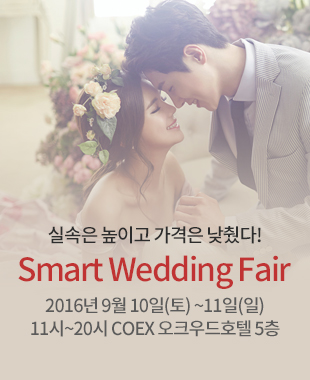 실속은 높이고 가격은 낮췄다!
Smart Wedding Fair
2016년 9월 10일(토) ~11일(일)
11시~20시 COEX 오크우드호텔 5층